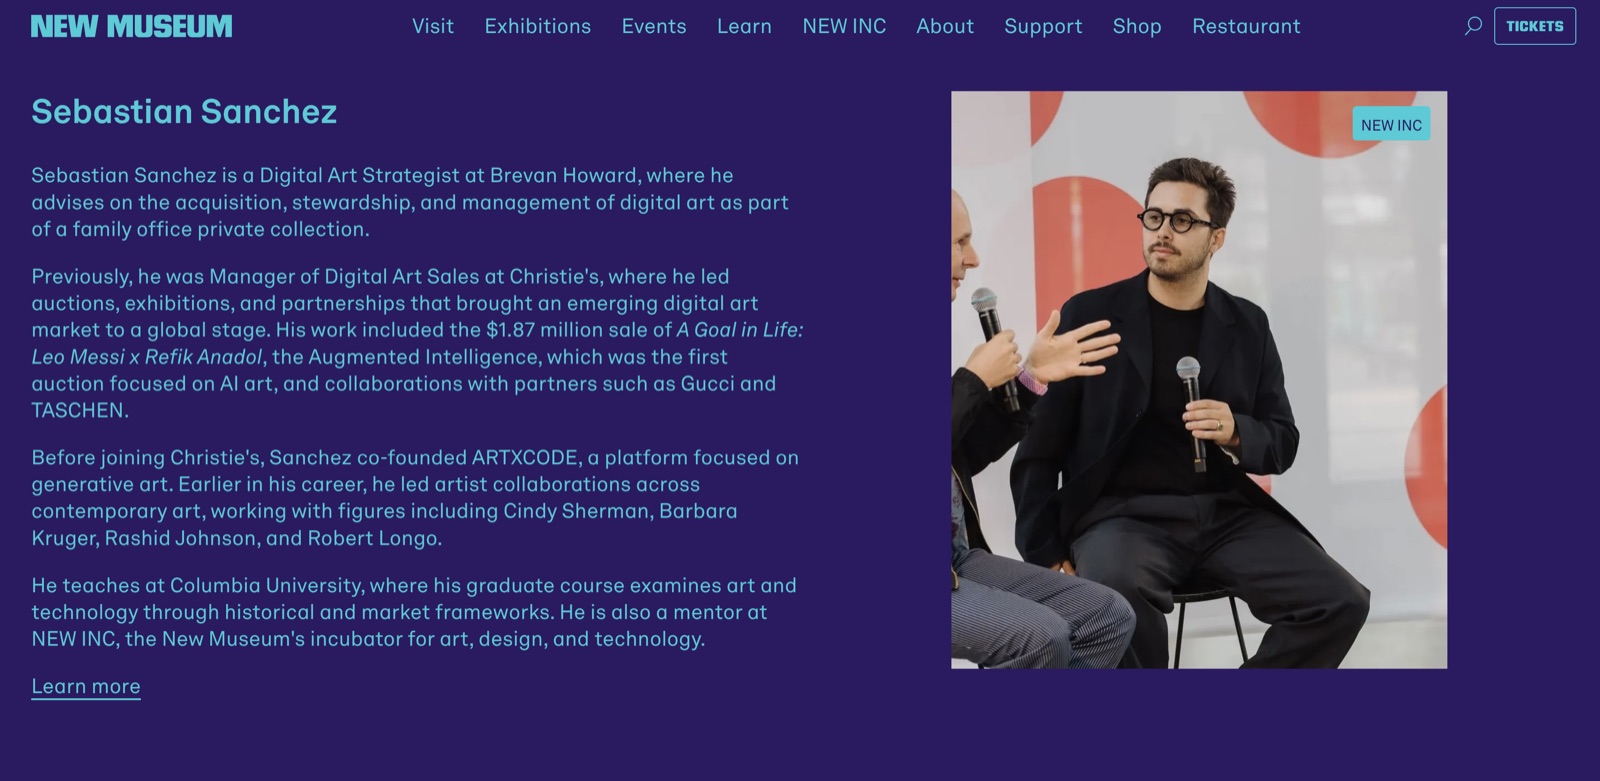 NEW MUSEUM
Visit
Exhibitions
Events
Learn
NEW INC
About
Support
Shop
Restaurant
TICKETS
Sebastian Sanchez
Sebastian Sanchez is a Digital Art Strategist at Brevan Howard, where he
advises on the acquisition, stewardship, and management of digital art as part
of a family office private collection.
Previously, he was Manager of Digital Art Sales at Christie's, where he led
auctions, exhibitions, and partnerships that brought an emerging digital art
market to a global stage. His work included the $1.87 million sale of A Goal in Life:
Leo Messi x Refik Anadol, the Augmented Intelligence, which was the first
auction focused on AI art, and collaborations with partners such as Gucci and
TASCHEN.
Before joining Christie's, Sanchez co-founded ARTXCODE, a platform focused on
generative art. Earlier in his career, he led artist collaborations across
contemporary art, working with figures including Cindy Sherman, Barbara
Kruger, Rashid Johnson, and Robert Longo.
He teaches at Columbia University, where his graduate course examines art and
technology through historical and market frameworks. He is also a mentor at
NEW INC, the New Museum's incubator for art, design, and technology.
Learn more
NEW INC